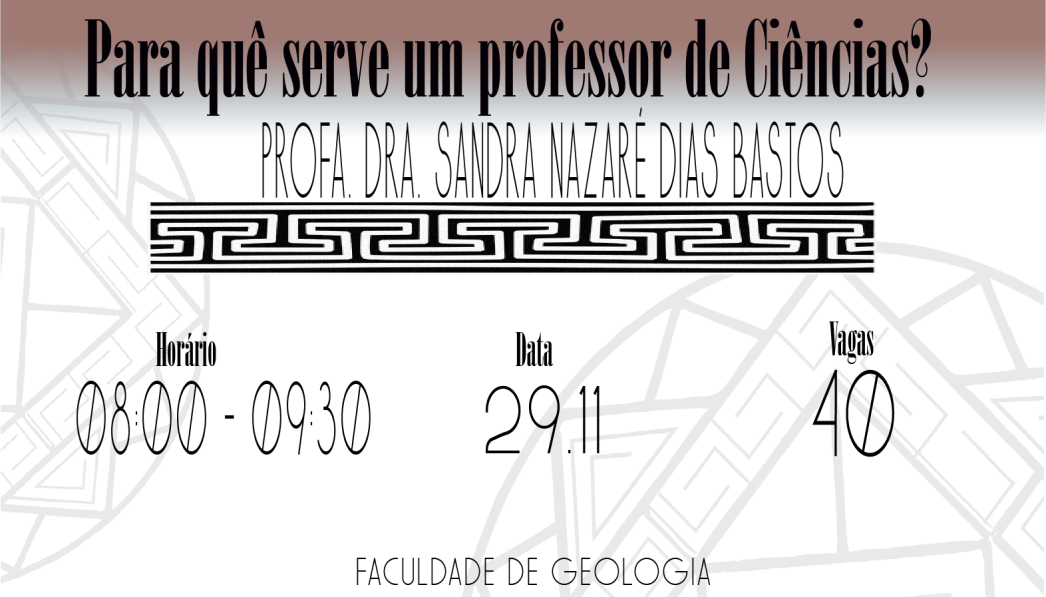 Para quê serve um professor de Ciências?
PROFA. DRA. SANDRA NAZARÉ DIAS BASTOS
Horário
08:00 - 09:30
Data
29.11
Vagas
40
FACULDADE DE GEOLOGIA